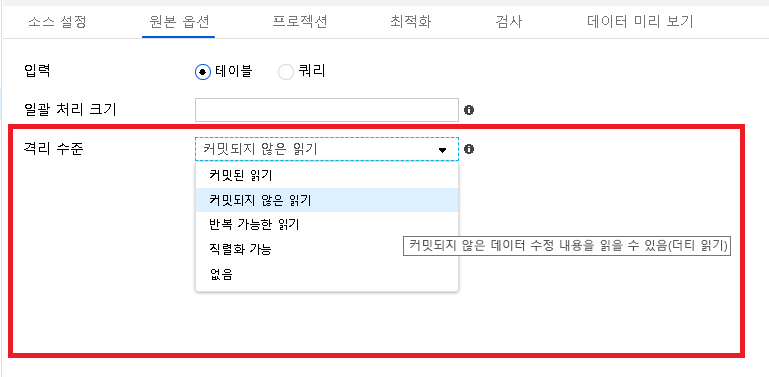 소스 설정 원본 옵션 프로젝션 최적화 검사 데이터 미리 보기
입력 테이블 쿼리
일괄 처리 크기
격리 수준 커밋되지 않은 읽기
커밋된 읽기
커밋되지 않은 읽기
반복 가능한 읽기
커밋되지 않은 데이터 수정 내용을 읽을 수 있음(더티 읽기)
직렬화 가능
없음